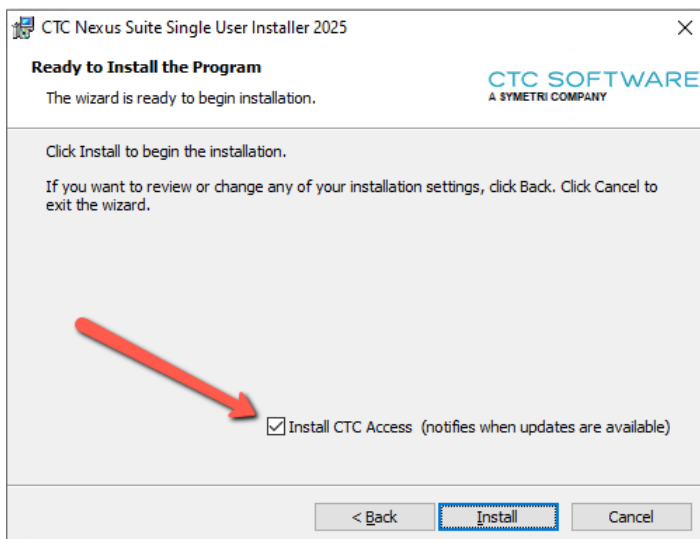 CTC Nexus Suite Single User Installer 2025
Ready to Install the Program
The wizard is ready to begin installation.
CTC SOFTWARE
A SYMETRI COMPANY
Click Install to begin the installation.
If you want to review or change any of your installation settings, click Back. Click Cancel to
exit the wizard.
Install CTC Access (notifies when updates are available)
< Back
Install
Cancel